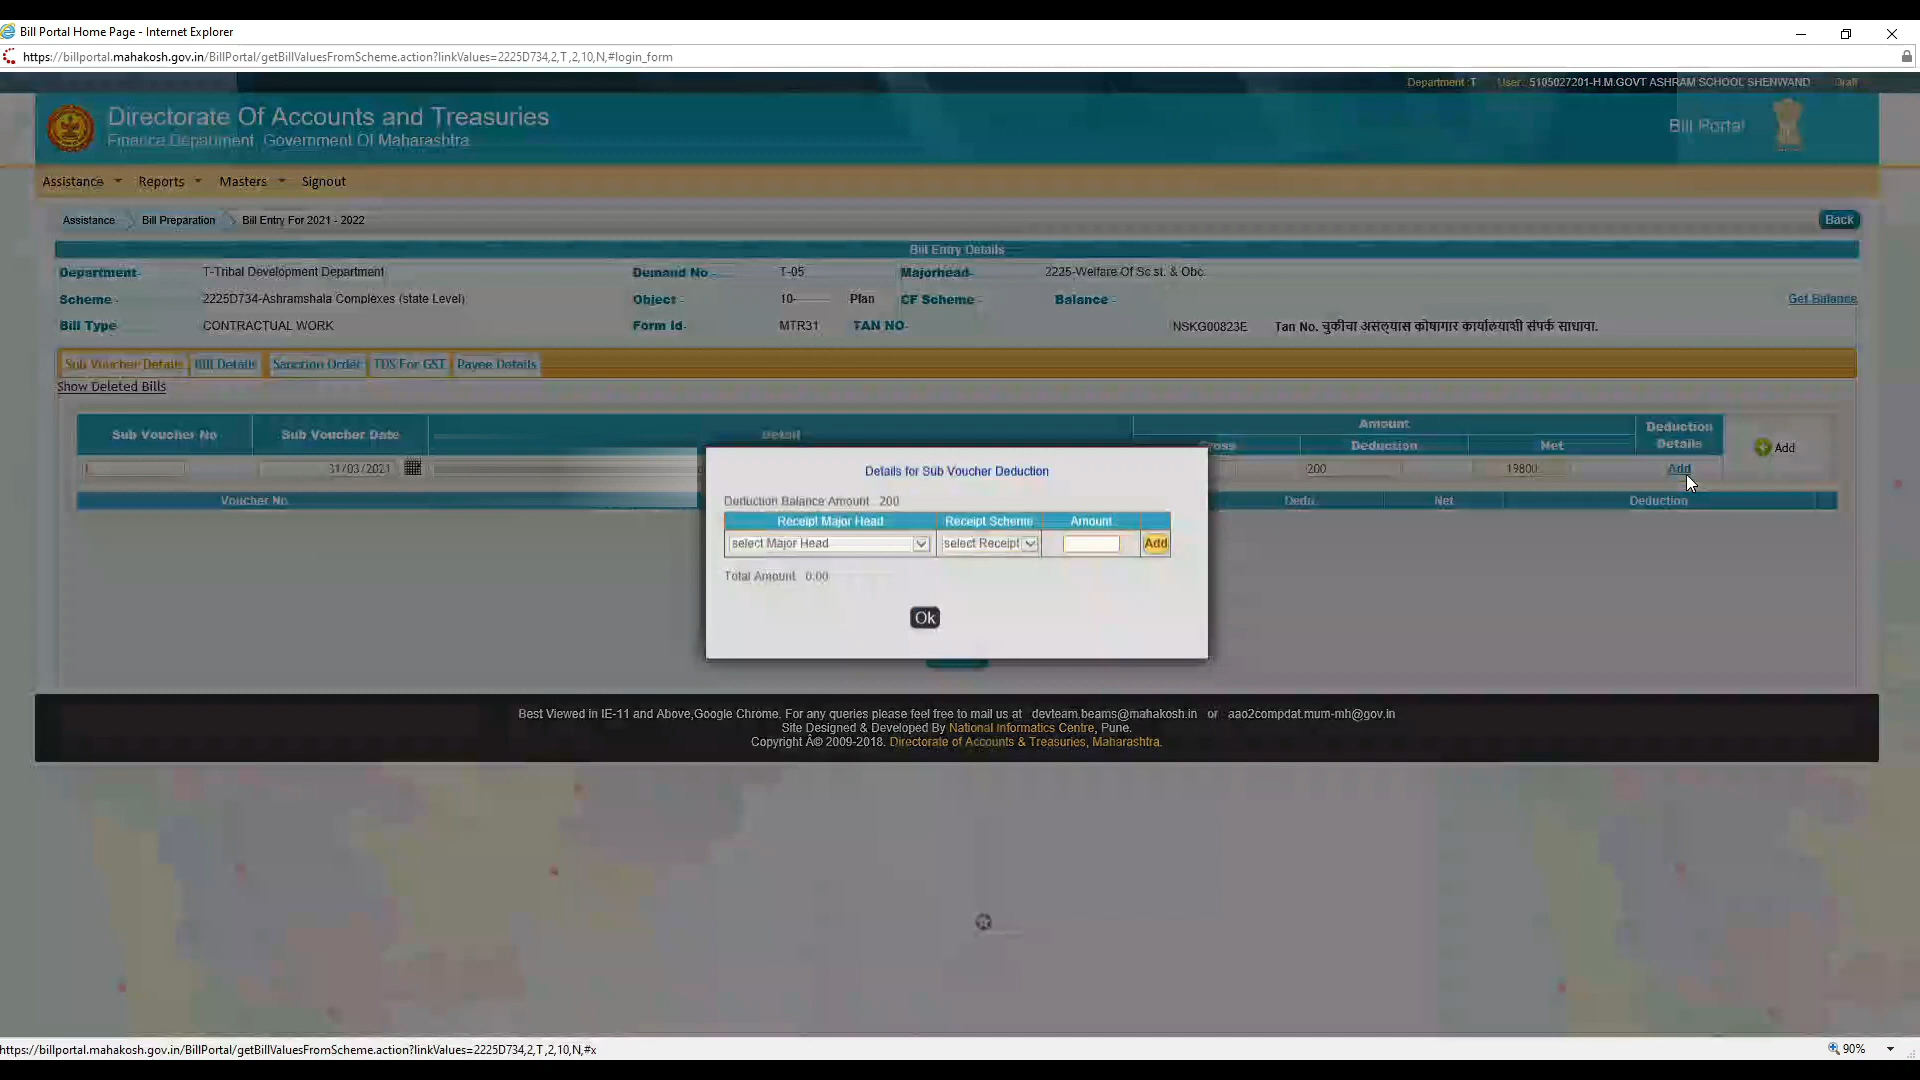 Bill Portal Home Page - Internet Explorer
https://billportal.mahakosh.gov.in/BillPortal/getBillValuesFromScheme.action?linkValues=2225D734,2,T,2,10,N,#login_form
Department :T User: 5105027201-H.M.GOVT ASHRAM SCHOOL SHENWAND Draft
Directorate Of Accounts and Treasuries
Finance Department, Government Of Maharashtra
Bill Portal
Assistance Reports Masters Signout
Assistance Bill Preparation Bill Entry For 2021 - 2022 Back
Bill Entry Details
Department- T-Tribal Development Department Demand No T-05 Majorhead- 2225-Welfare Of Sc.st. & Obc.
Scheme - 2225D734-Ashramshala Complexes (state Level) Object - 10- Plan CF Scheme - Balance - Get Balance
Bill Type CONTRACTUAL WORK Form Id- MTR31 TAN NO- NSKG00823E Tan No. चुकीचा असल्यास कोषागार कार्यालयाशी संपर्क साधावा.
Sub Voucher Details Bill Details Sanction Order TDS For GST Payee Details
Show Deleted Bills
Sub Voucher No Sub Voucher Date Detail Amount Deduction Details Add
Gross Deduction Net
31/03/2021 200 19800 Add
Voucher No. Dedu. Net Deduction
Details for Sub Voucher Deduction
Deduction Balance Amount 200
Receipt Major Head Receipt Scheme Amount
select Major Head select Receipt Add
Total Amount 0.00
Ok
Best Viewed in IE-11 and Above,Google Chrome. For any queries please feel free to mail us at devteam.beams@mahakosh.in or aao2compdat.mum-mh@gov.in
Site Designed & Developed By National Informatics Centre, Pune.
Copyright Â© 2009-2018. Directorate of Accounts & Treasuries, Maharashtra.
https://billportal.mahakosh.gov.in/BillPortal/getBillValuesFromScheme.action?linkValues=2225D734,2,T,2,10,N,#x
90%